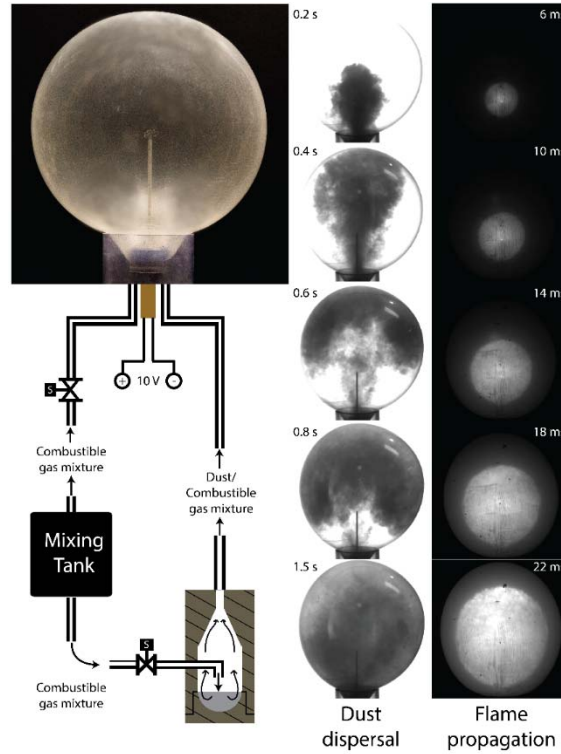 0.2 s
6 m
0.4 s
10 m
0.6 s
14 m
S
+ 10 V -
0.8 s
18 m
Combustible
gas mixture
Dust/
Combustible
gas mixture
Mixing
Tank
1.5 s
22 m
S
Combustible
gas mixture
Dust
dispersal
Flame
propagation